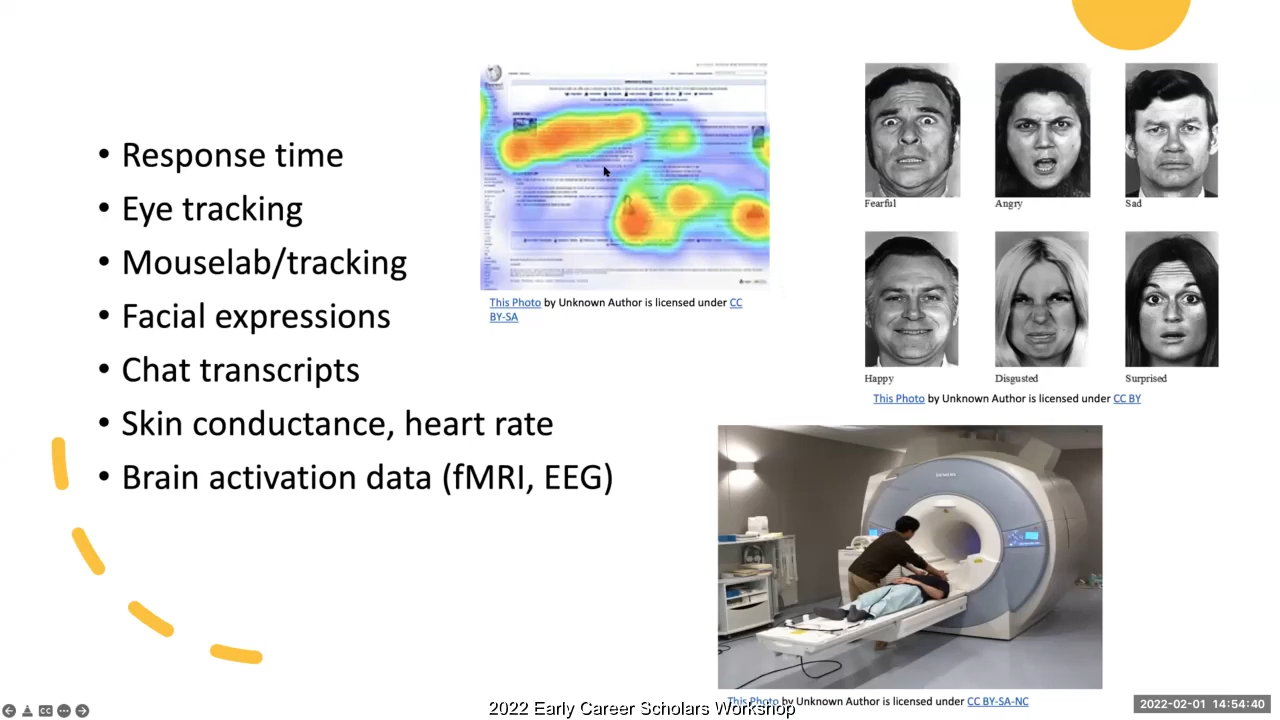 • Response time
• Eye tracking
• Mouselab/tracking
• Facial expressions
• Chat transcripts
• Skin conductance, heart rate
• Brain activation data (fMRI, EEG)
This Photo by Unknown Author is licensed under CC
BY-SA
Fearful
Angry
Sad
Happy
Disgusted
Surprised
This Photo by Unknown Author is licensed under CC BY
SIEMENS
This Photo by Unknown Author is licensed under CC BY-SA-NC
2022 Early Career Scholars Workshop
CC
2022-02-01 14:54:40